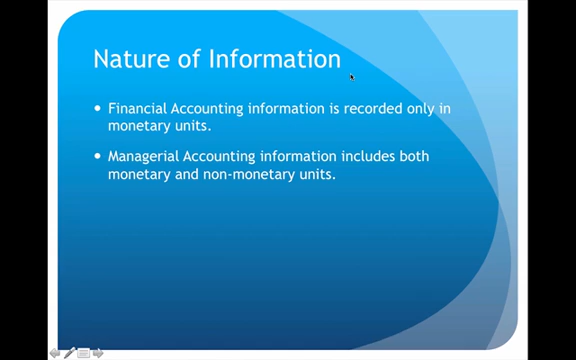 Nature of Information
• Financial Accounting information is recorded only in
monetary units.
• Managerial Accounting information includes both
monetary and non-monetary units.